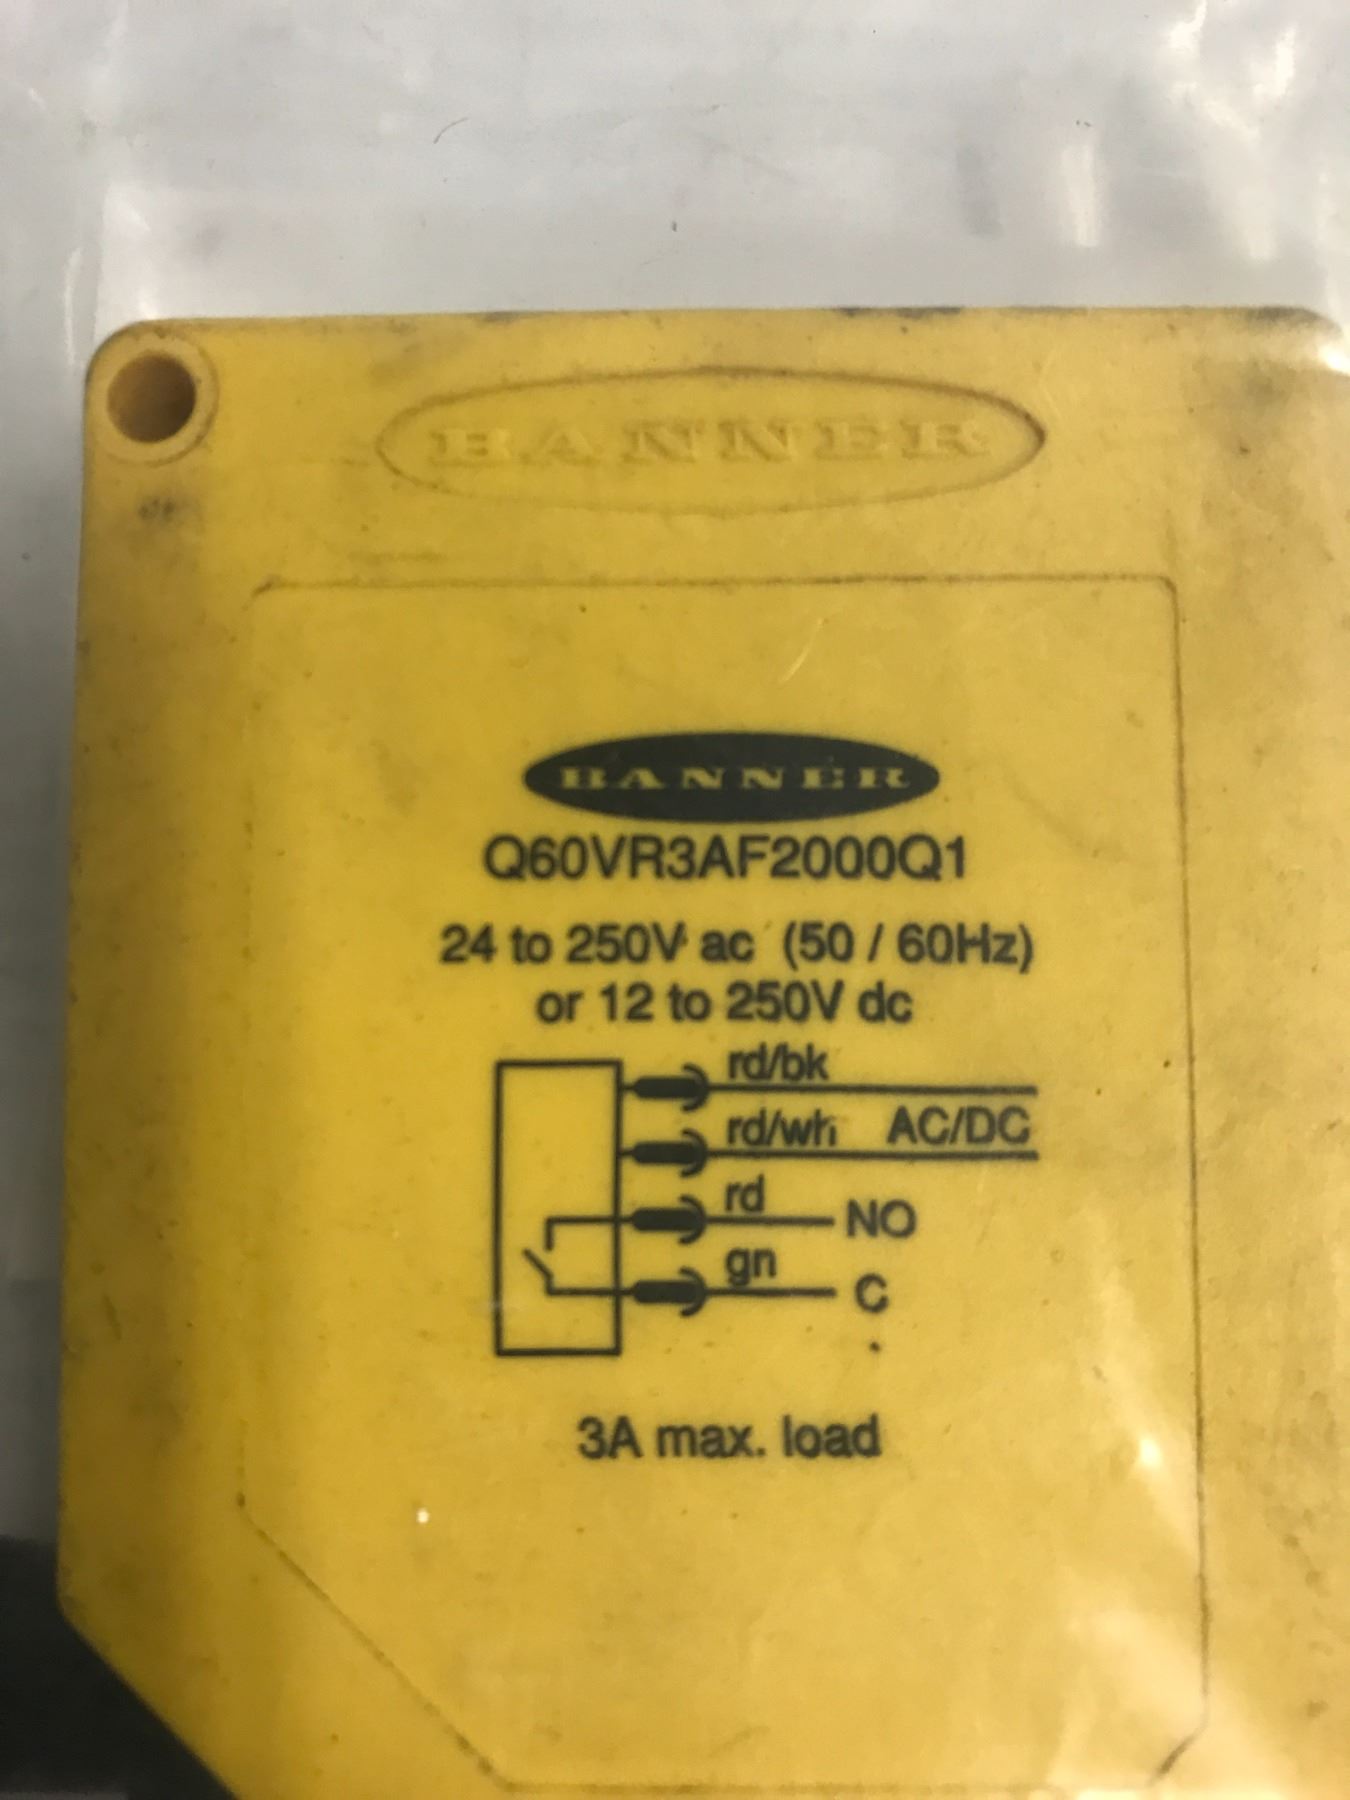 BANNER
BANNER
Q60VR3AF2000Q1
24 to 250V ac (50 / 60Hz)
or 12 to 250V dc
rd/bk
rd/wh AC/DC
rd NO
gn C
3A max. load